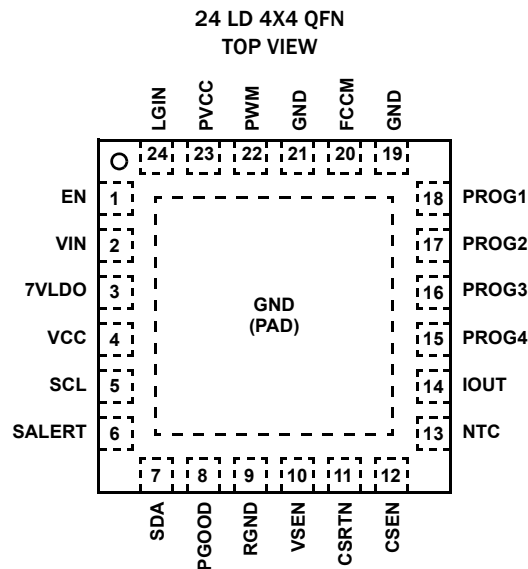 24 LD 4X4 QFN
TOP VIEW
LGIN
PVCC
PWM
GND
FCCM
GND
24
23
22
21
20
19
EN 1
VIN 2
7VLDO 3
VCC 4
SCL 5
SALERT 6
18 PROG1
17 PROG2
16 PROG3
15 PROG4
14 IOUT
13 NTC
GND
(PAD)
7
8
9
10
11
12
SDA
PGOOD
RGND
VSEN
CSRTN
CSEN